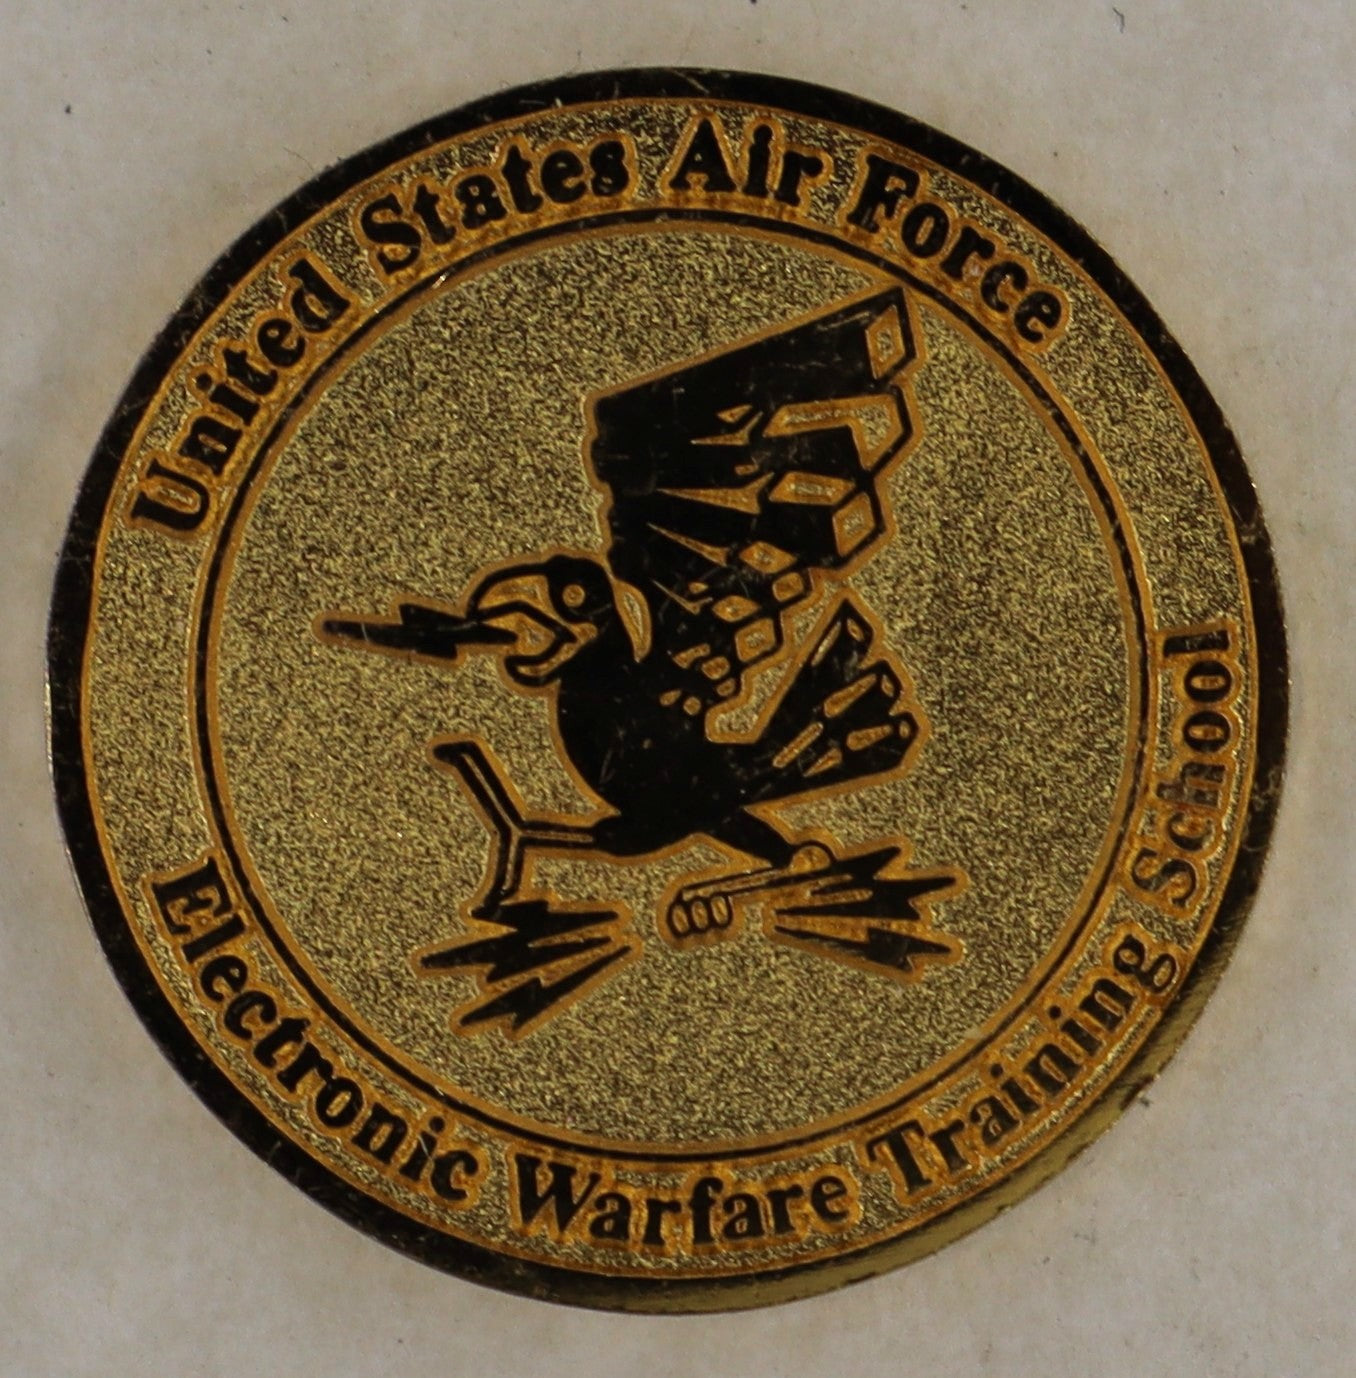 United States Air Force
Electronic Warfare Training School